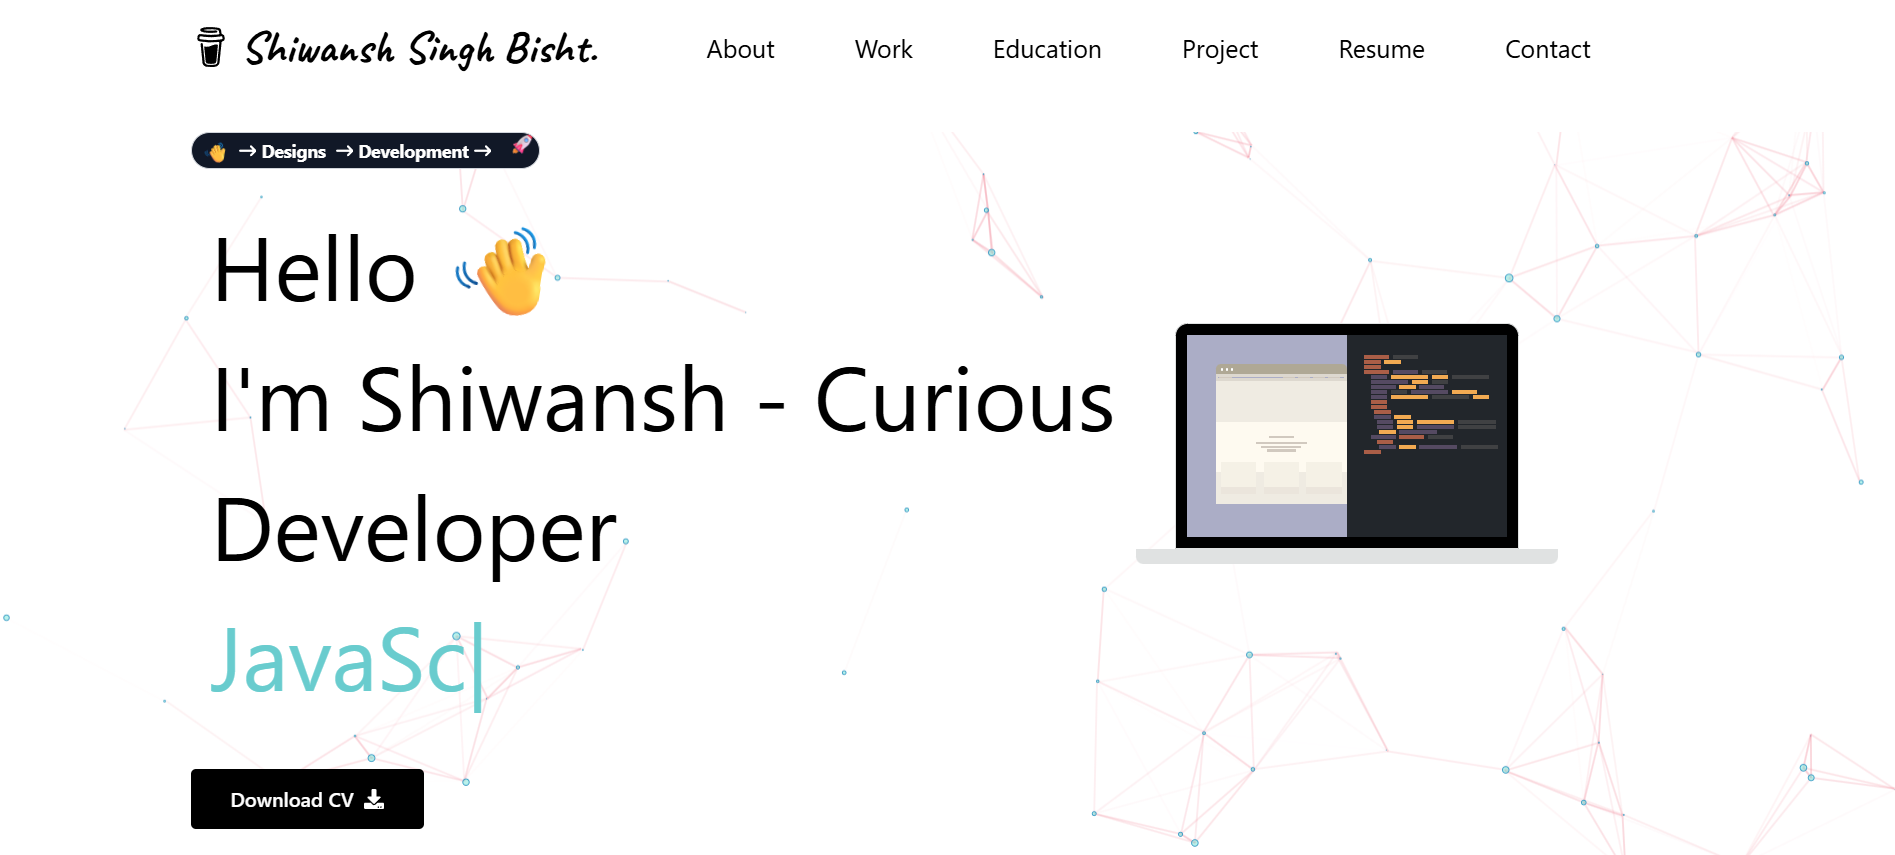 Shiwansh Singh Bisht.
About
Work
Education
Project
Resume
Contact
👋 → Designs → Development → 🚀
Hello 👋
I'm Shiwansh - Curious
Developer
JavaSc|
Download CV